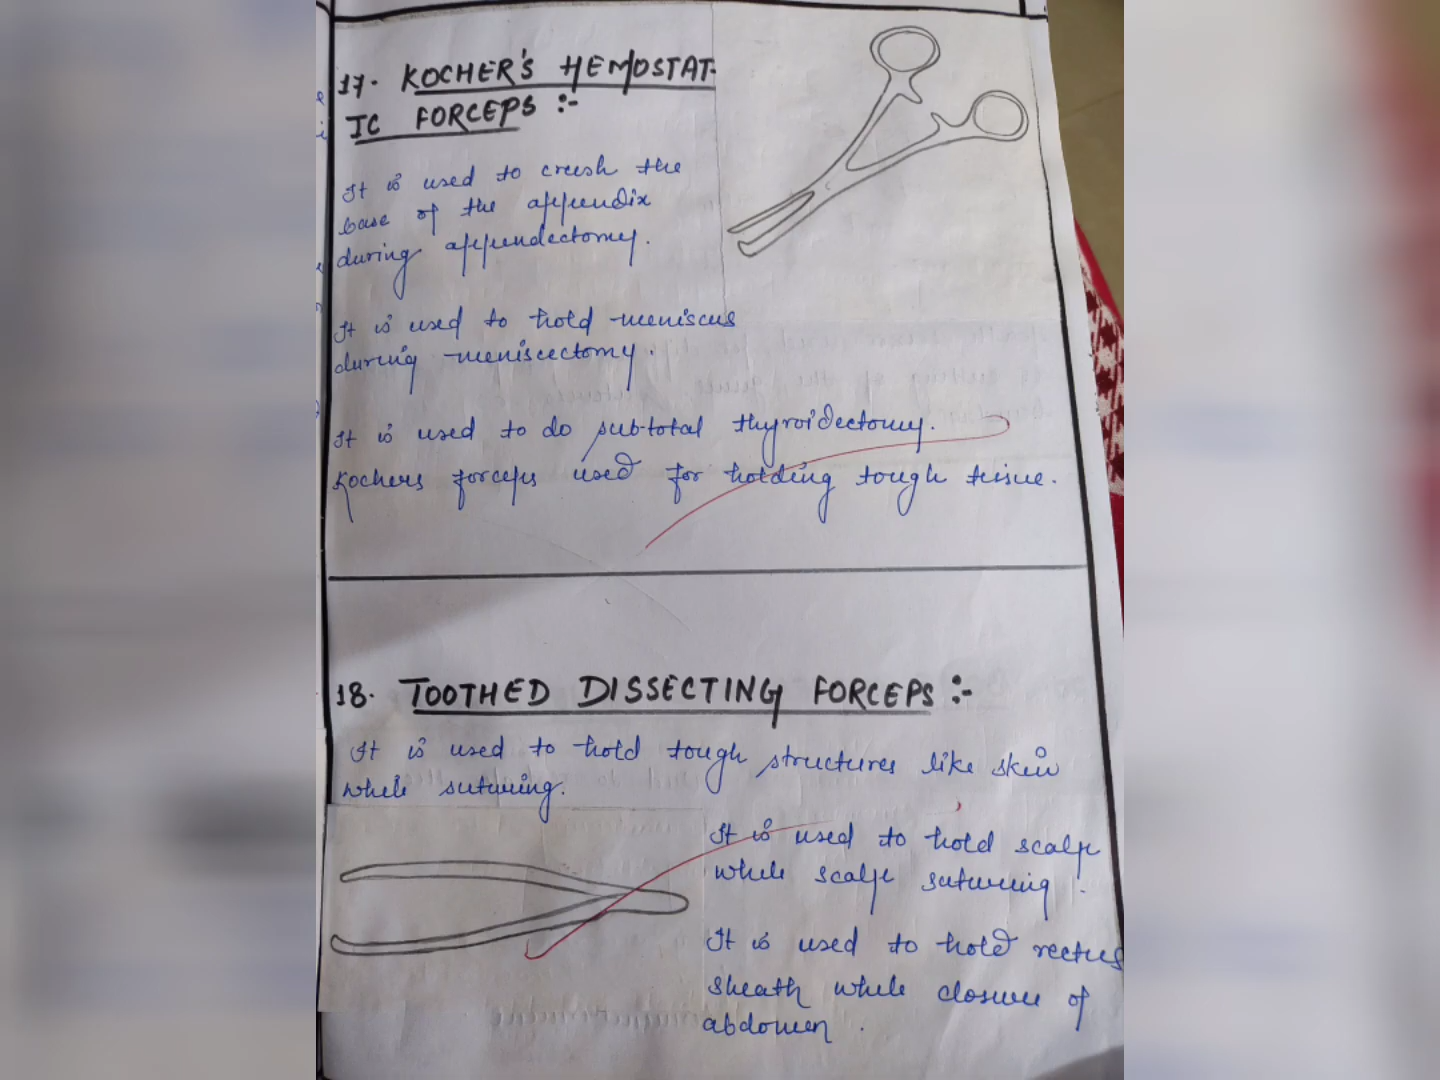 17. KOCHER'S HEMOSTAT-
IC FORCEPS :-
It is used to crush the
base of the appendix
during appendectomy.
It is used to hold meniscus
during meniscectomy.
It is used to do subtotal thyroidectomy.
Kochers forceps used for holding tough tissue.
18. TOOTHED DISSECTING FORCEPS :-
It is used to hold tough structures like skin
while suturing.
It is used to hold scalp
while scalp suturing.
It is used to hold rectus
sheath while closure of
abdomen.